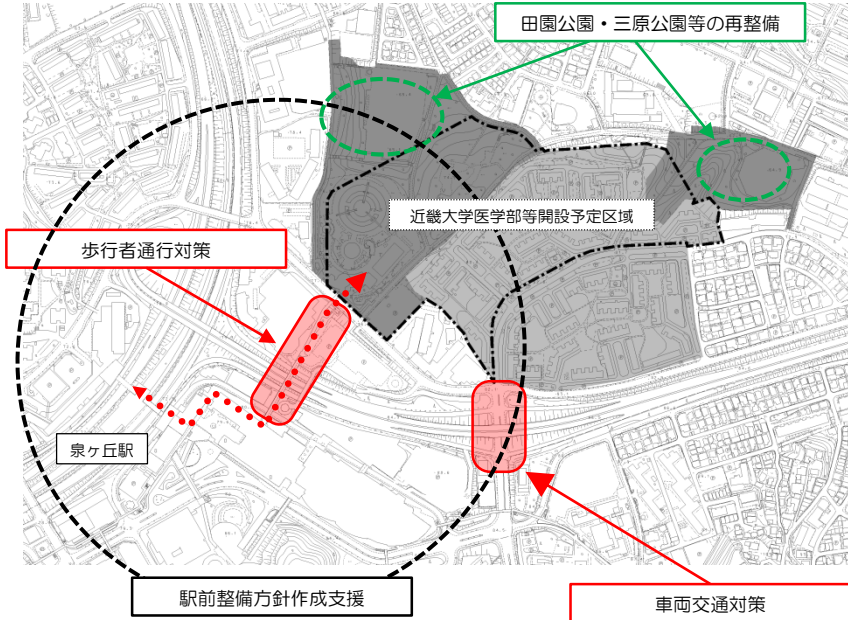 田園公園・三原公園等の再整備
近畿大学医学部等開設予定区域
歩行者通行対策
泉ヶ丘駅
駅前整備方針作成支援
車両交通対策